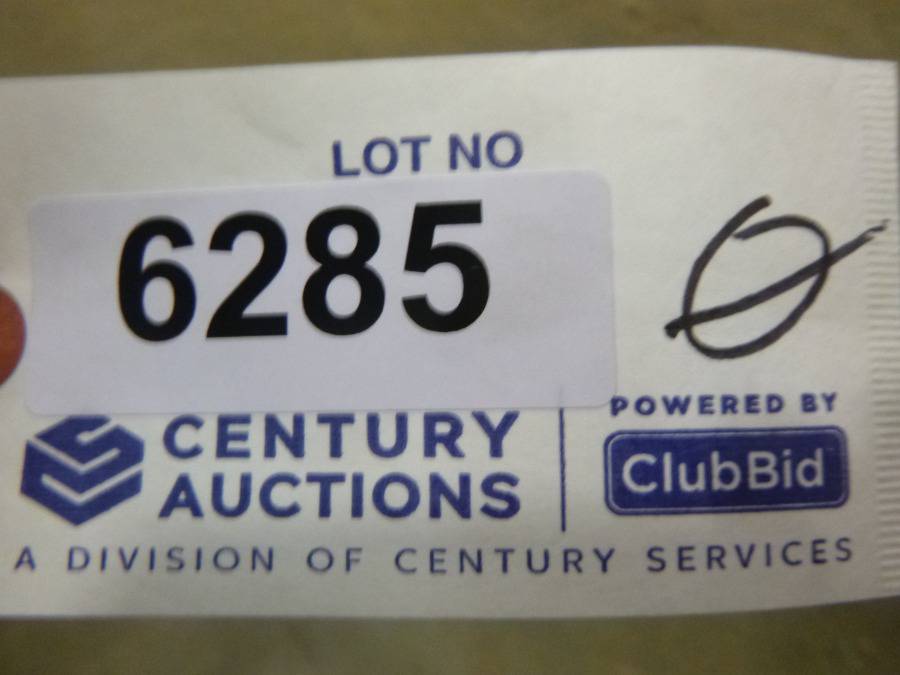 LOT NO
6285
CENTURY
AUCTIONS
POWERED BY
ClubBid
A DIVISION OF CENTURY SERVICES